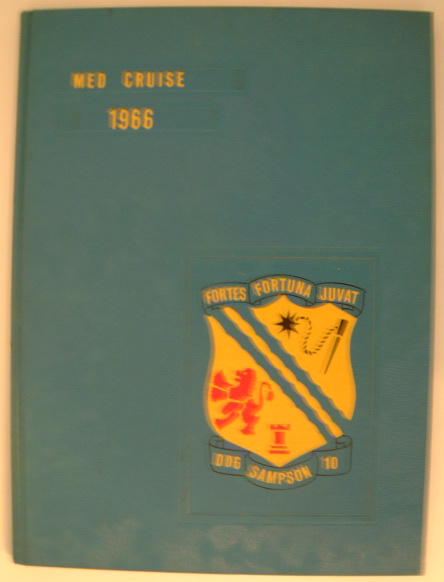 MED CRUISE
1966
FORTES FORTUNA JUVAT
DDG SAMPSON 10